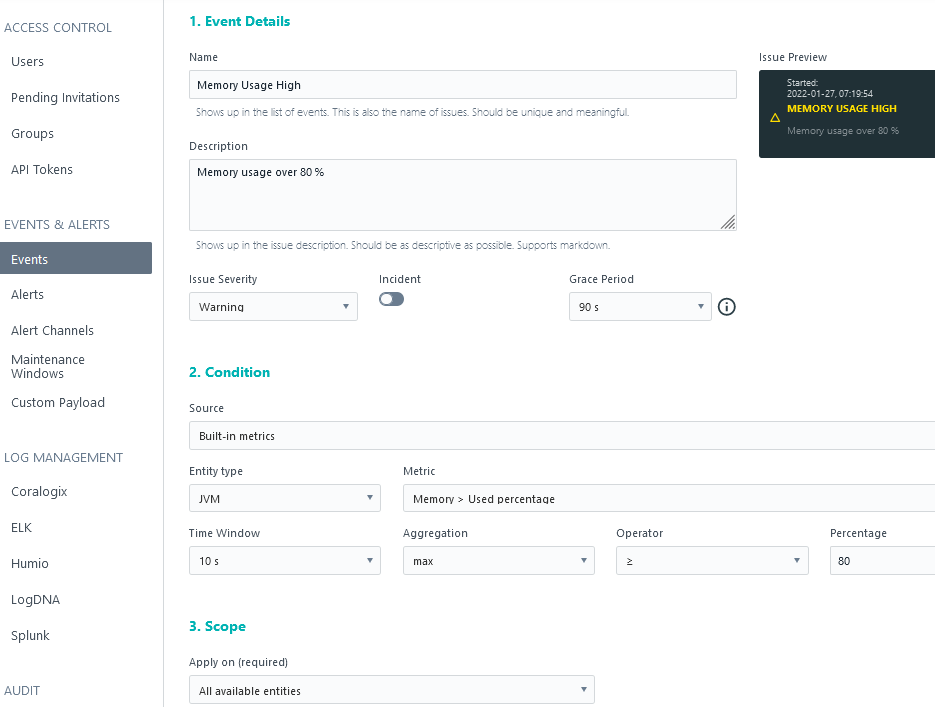 ACCESS CONTROL
Users
Pending Invitations
Groups
API Tokens
EVENTS & ALERTS
Events
Alerts
Alert Channels
Maintenance
Windows
Custom Payload
LOG MANAGEMENT
Coralogix
ELK
Humio
LogDNA
Splunk
AUDIT
1. Event Details
Name
Memory Usage High
Shows up in the list of events. This is also the name of issues. Should be unique and meaningful.
Description
Memory usage over 80 %
Shows up in the issue description. Should be as descriptive as possible. Supports markdown.
Issue Severity
Incident
Grace Period
Warning
90 s
Issue Preview
Started:
2022-01-27, 07:19:54
MEMORY USAGE HIGH
Memory usage over 80 %
2. Condition
Source
Built-in metrics
Entity type
Metric
JVM
Memory > Used percentage
Time Window
Aggregation
Operator
Percentage
10 s
max
≥
80
3. Scope
Apply on (required)
All available entities